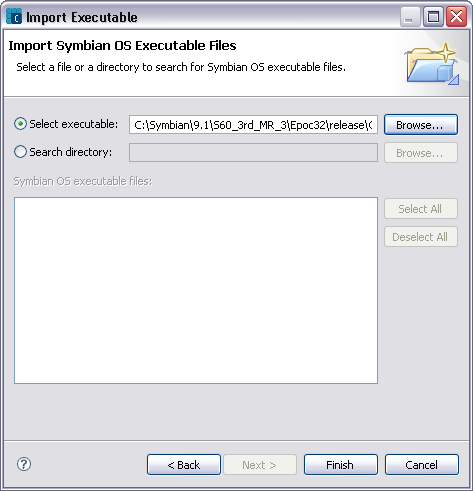 Import Executable
Import Symbian OS Executable Files
Select a file or a directory to search for Symbian OS executable files.
Select executable: C:\Symbian\9.1\S60_3rd_MR_3\Epoc32\release\ Browse...
Search directory: Browse...
Symbian OS executable files:
Select All
Deselect All
? < Back Next > Finish Cancel